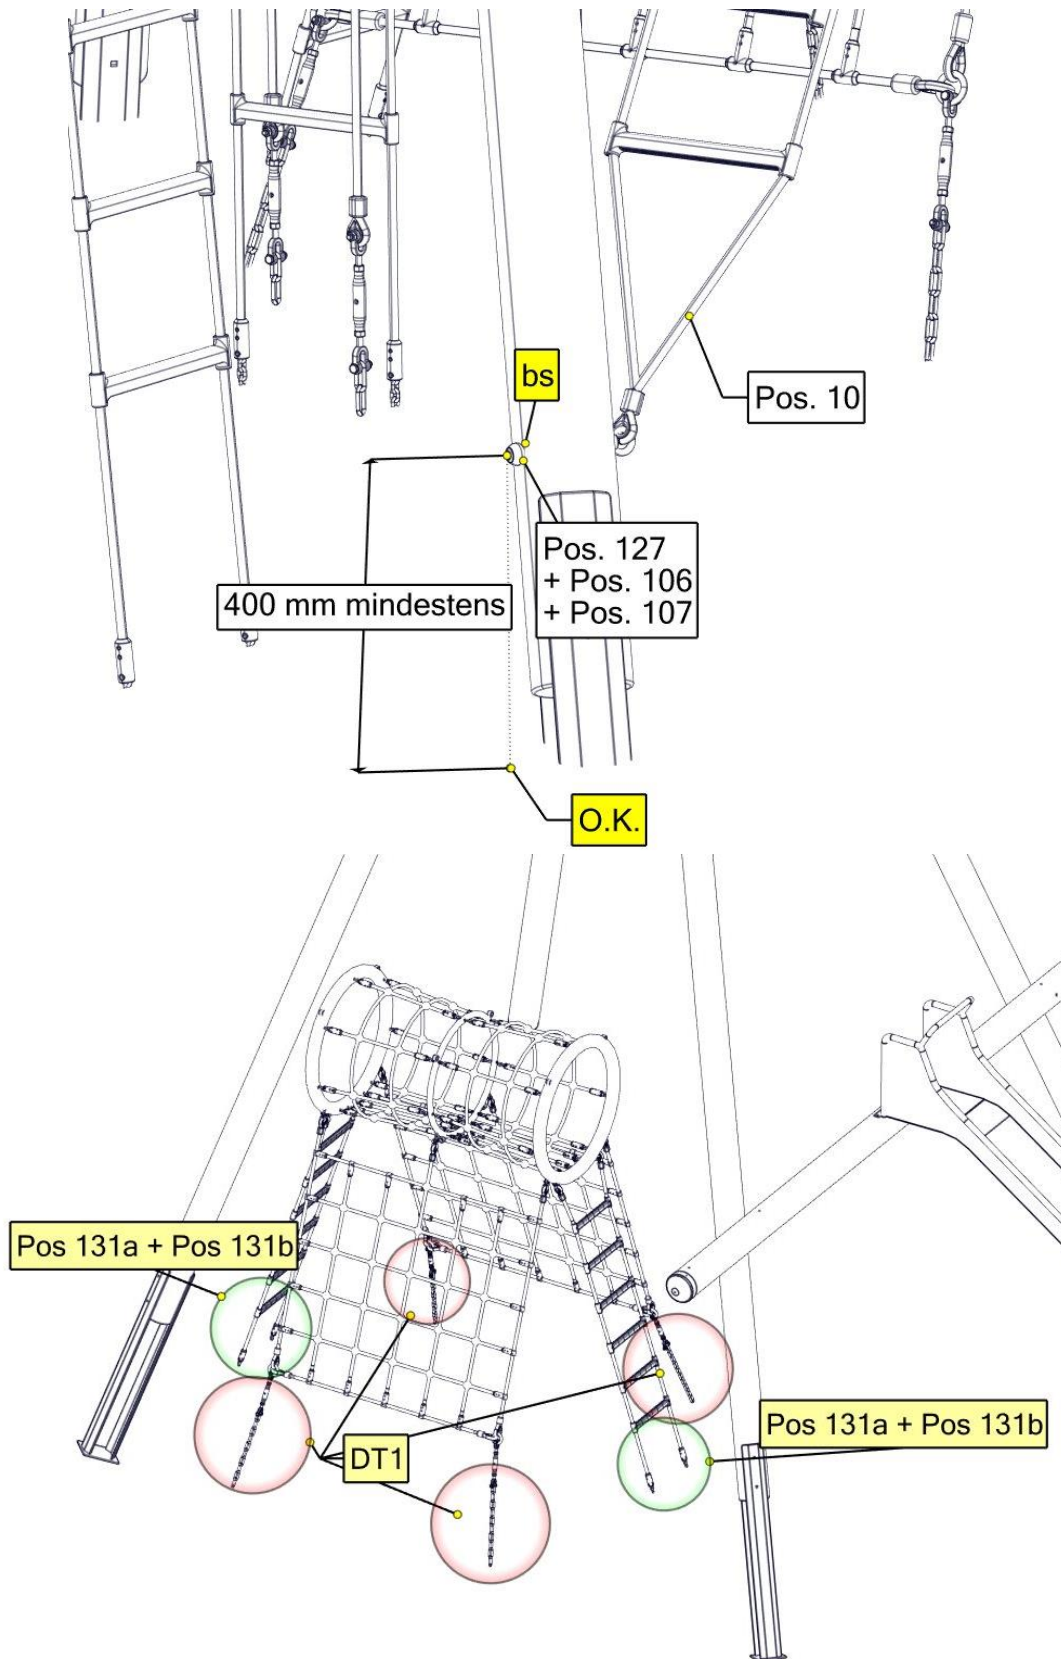 bs
Pos. 10
Pos. 127
+ Pos. 106
+ Pos. 107
400 mm mindestens
O.K.
Pos 131a + Pos 131b
Pos 131a + Pos 131b
DT1